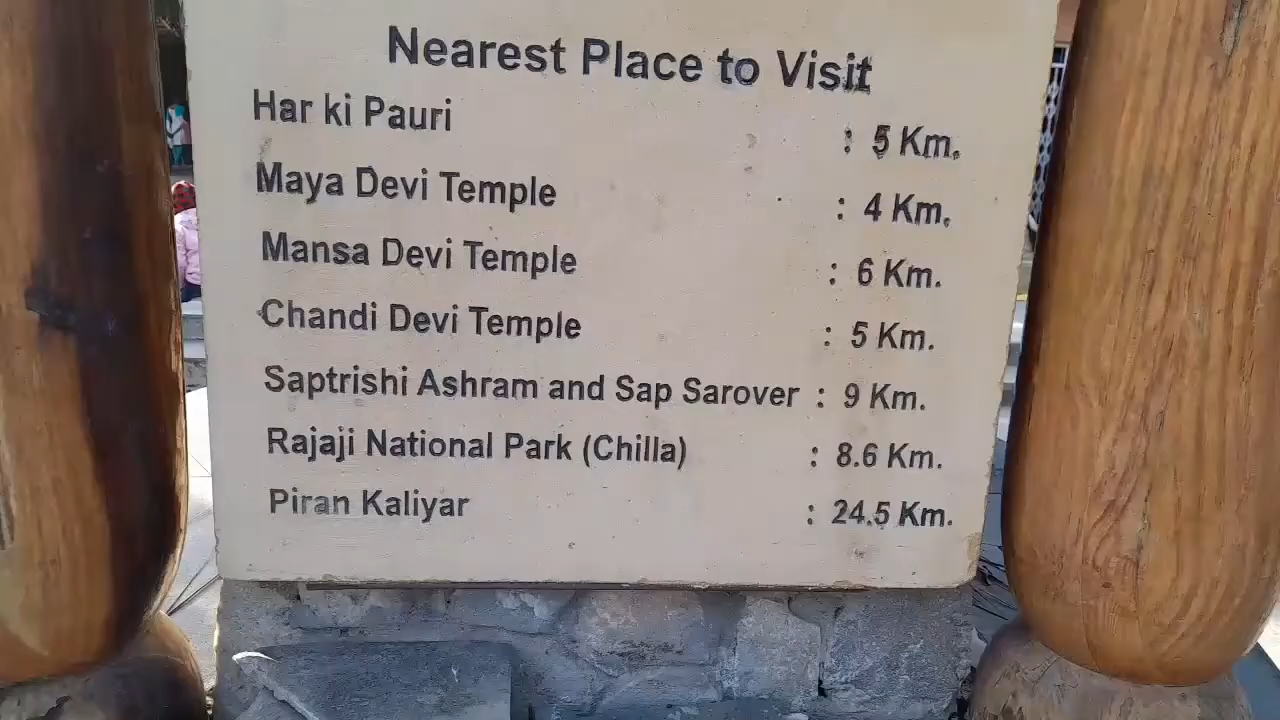 Nearest Place to Visit
Har ki Pauri : 5 Km.
Maya Devi Temple : 4 Km.
Mansa Devi Temple : 6 Km.
Chandi Devi Temple : 5 Km.
Saptrishi Ashram and Sap Sarover : 9 Km.
Rajaji National Park (Chilla) : 8.6 Km.
Piran Kaliyar : 24.5 Km.